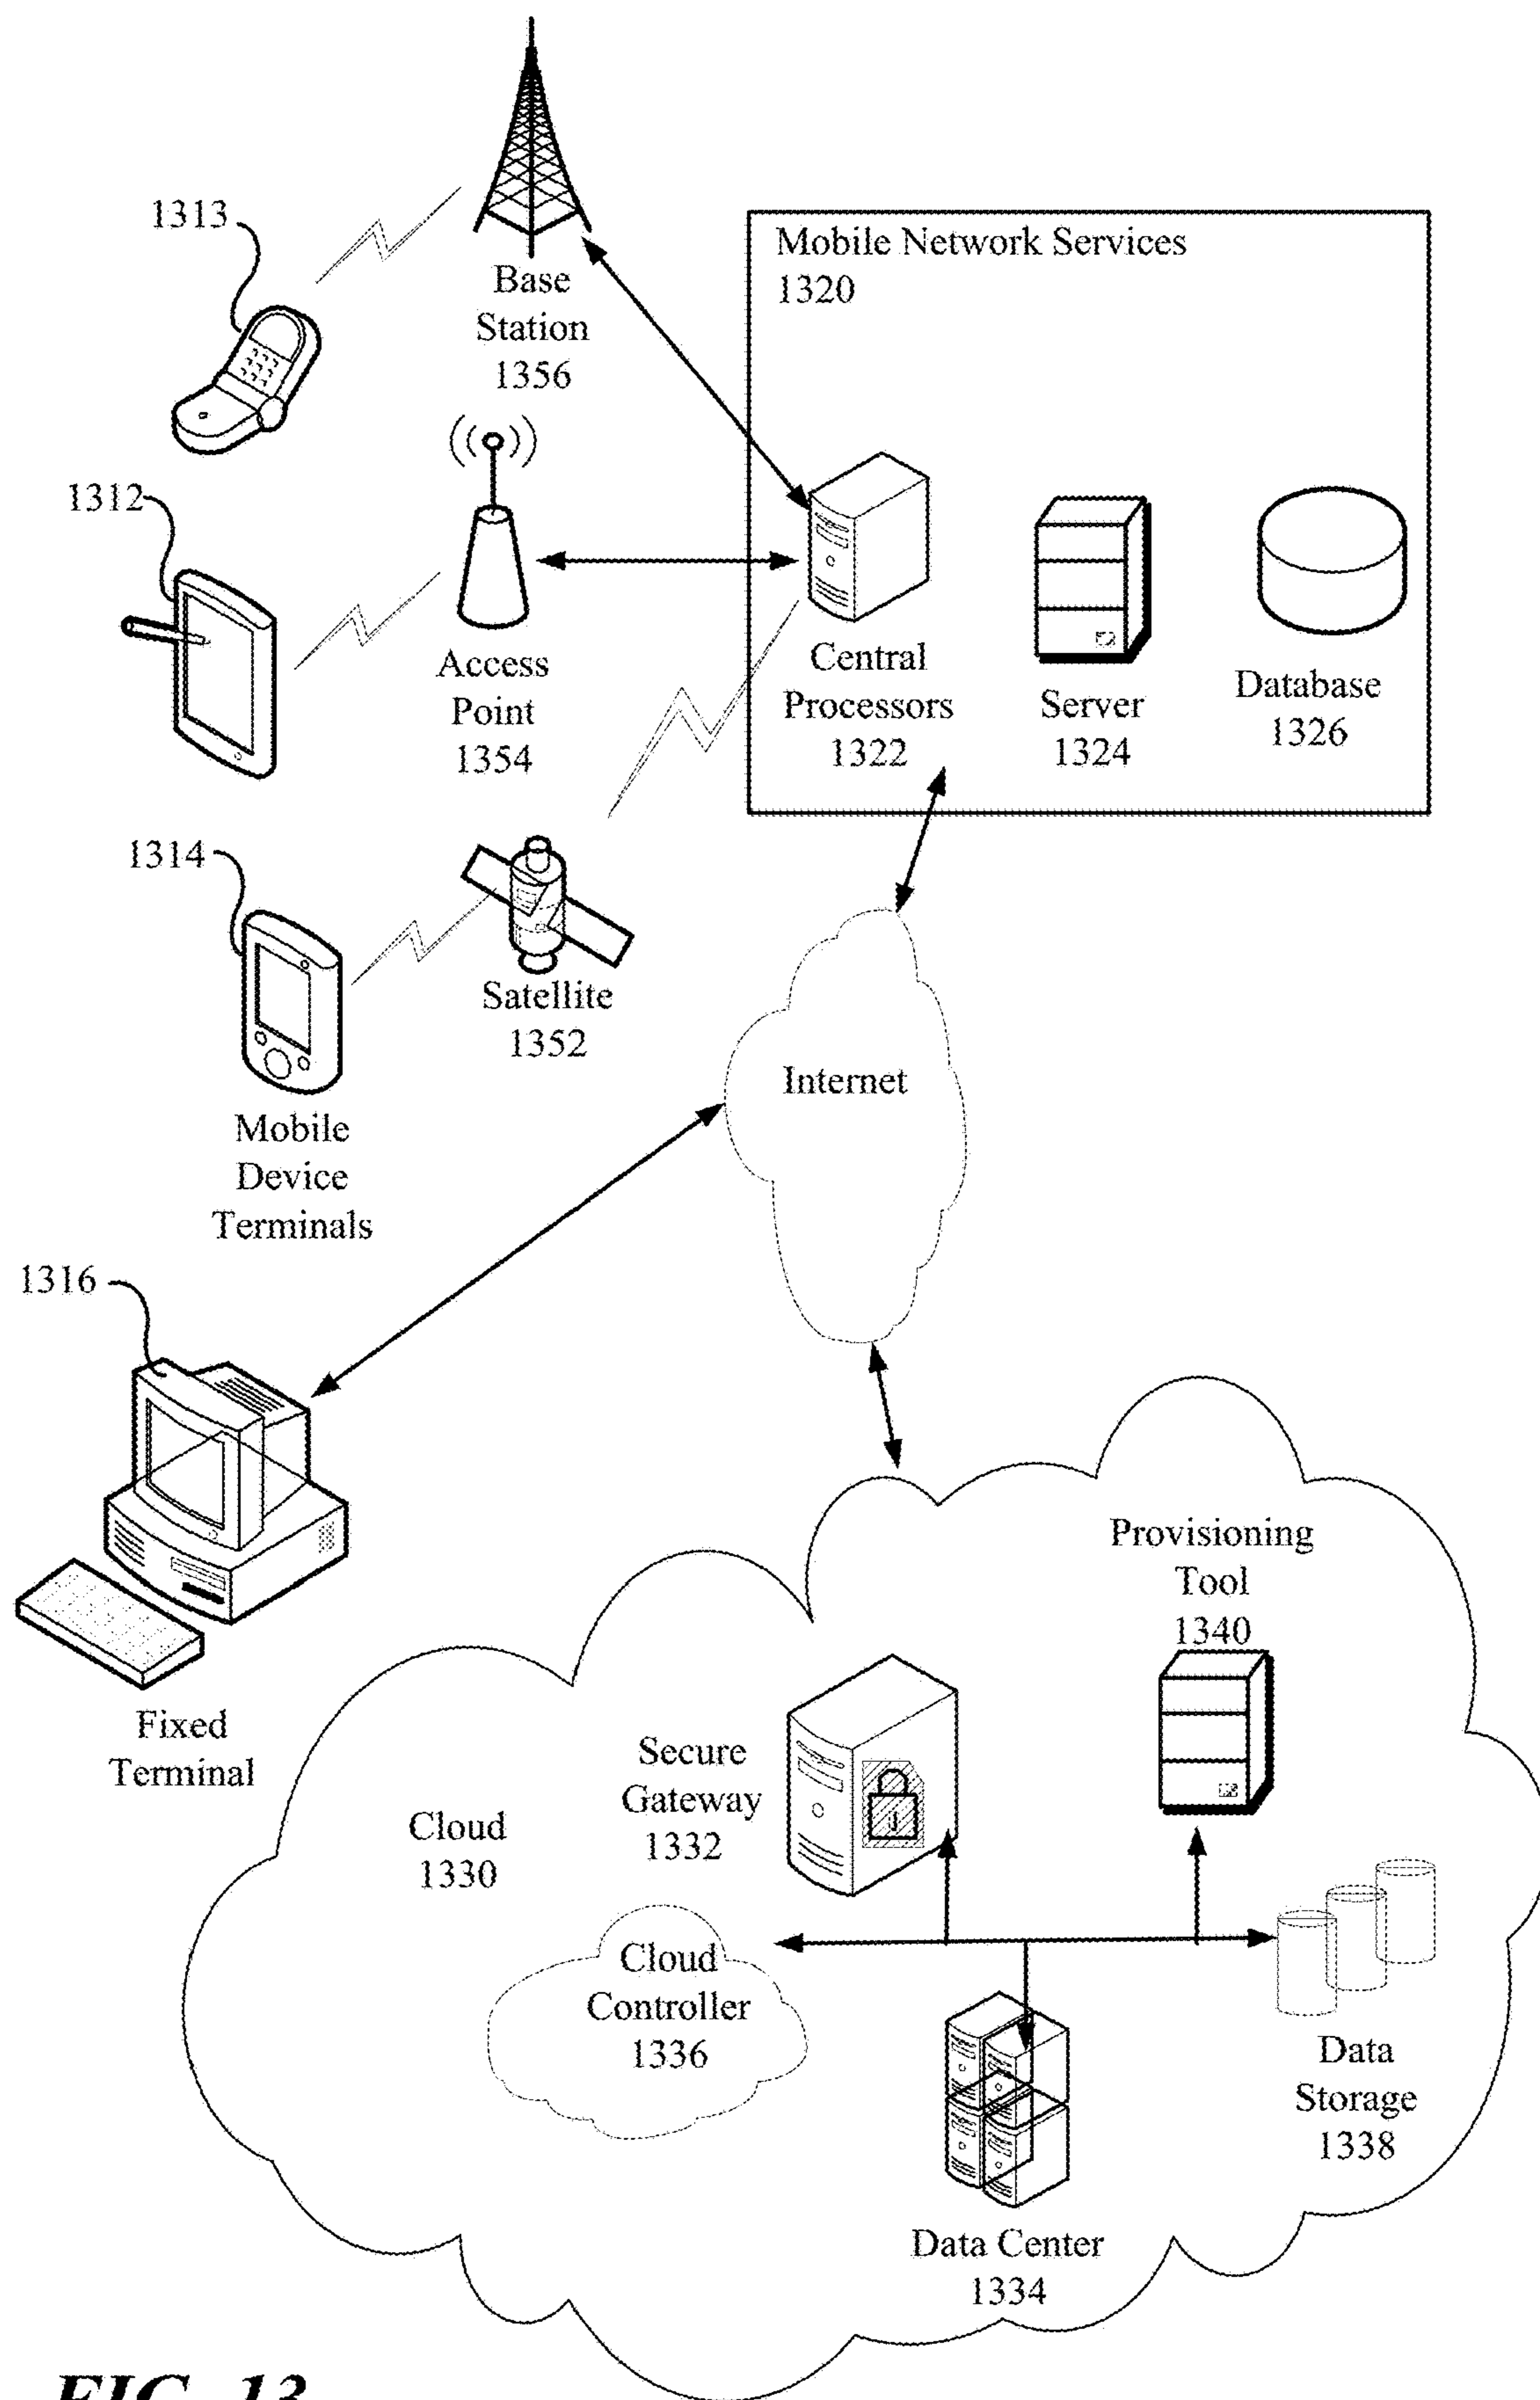 1313
Base
Station
1356
Mobile Network Services
1320
1312
Access
Point
1354
Central
Processors
1322
Server
1324
Database
1326
1314
Satellite
1352
Mobile
Device
Terminals
Internet
1316
Fixed
Terminal
Provisioning
Tool
1340
Secure
Gateway
1332
Cloud
1330
Cloud
Controller
1336
Data
Storage
1338
Data Center
1334
FIG. 13